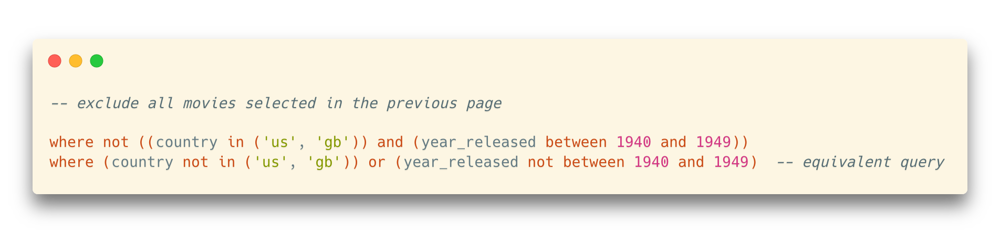 -- exclude all movies selected in the previous page
where not ((country in ('us', 'gb')) and (year_released between 1940 and 1949))
where (country not in ('us', 'gb')) or (year_released not between 1940 and 1949)  -- equivalent query